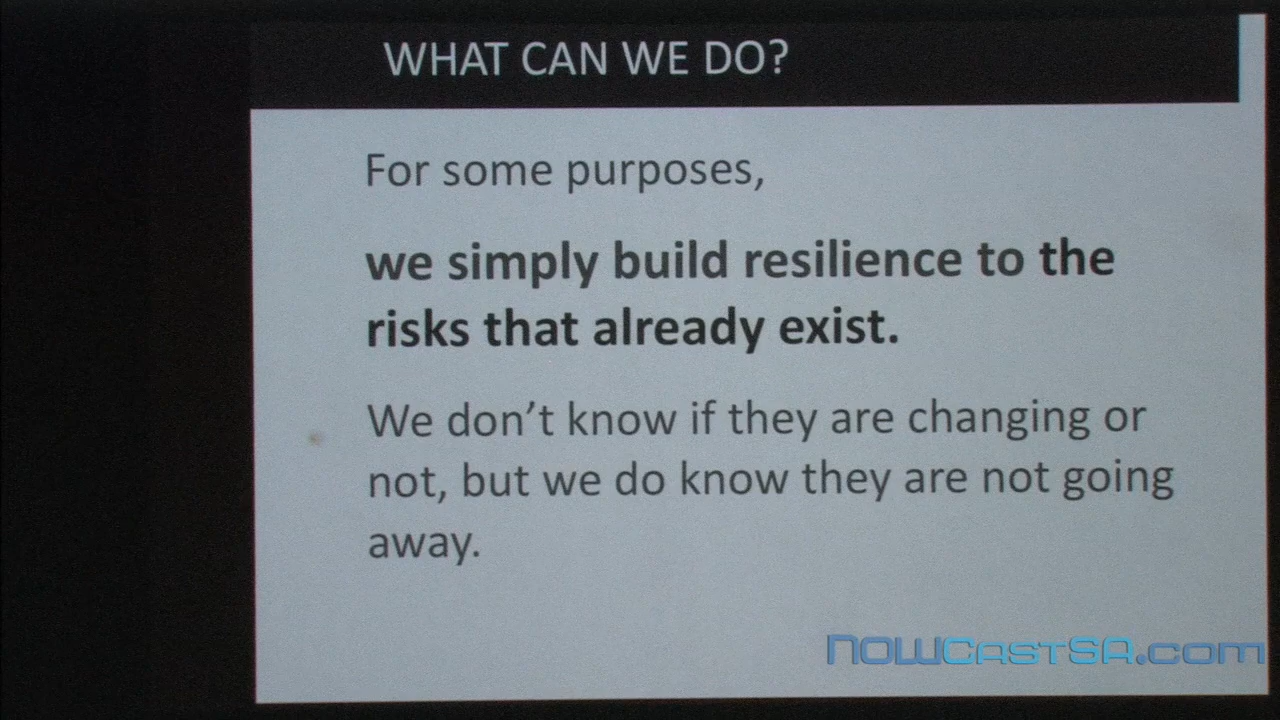 WHAT CAN WE DO?
For some purposes,
we simply build resilience to the
risks that already exist.
We don’t know if they are changing or
not, but we do know they are not going
away.
NOWCastSA.com